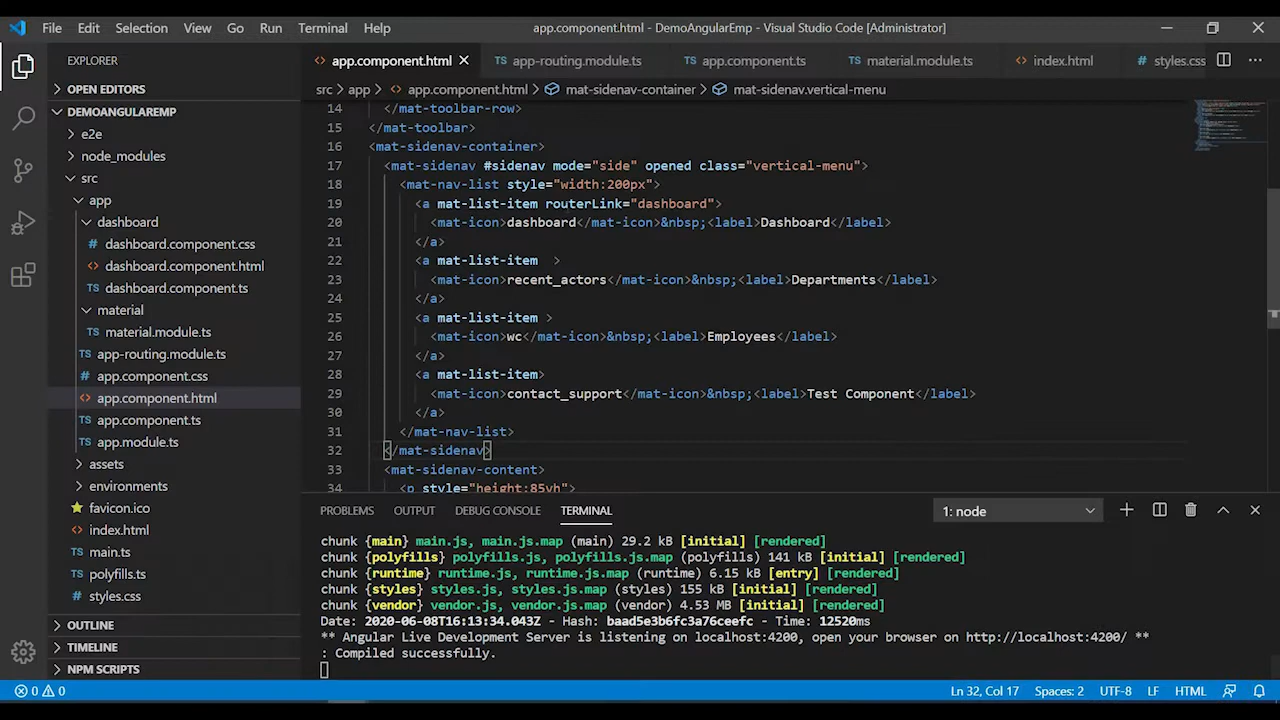 File Edit Selection View Go Run Terminal Help app.component.html - DemoAngularEmp - Visual Studio Code [Administrator]
EXPLORER
OPEN EDITORS
DEMOANGULAREMP
e2e
node_modules
src
app
dashboard
# dashboard.component.css
<> dashboard.component.html
TS dashboard.component.ts
material
TS material.module.ts
TS app-routing.module.ts
# app.component.css
<> app.component.html
TS app.component.ts
TS app.module.ts
assets
environments
favicon.ico
<> index.html
TS main.ts
TS polyfills.ts
# styles.css
OUTLINE
TIMELINE
NPM SCRIPTS
<> app.component.html TS app-routing.module.ts TS app.component.ts TS material.module.ts <> index.html # styles.css
src > app > <> app.component.html > mat-sidenav-container > mat-sidenav.vertical-menu
14 </mat-toolbar-row>
15 </mat-toolbar>
16 <mat-sidenav-container>
17 <mat-sidenav #sidenav mode="side" opened class="vertical-menu">
18 <mat-nav-list style="width:200px">
19 <a mat-list-item routerLink="dashboard">
20 <mat-icon>dashboard</mat-icon>&nbsp;<label>Dashboard</label>
21 </a>
22 <a mat-list-item  >
23 <mat-icon>recent_actors</mat-icon>&nbsp;<label>Departments</label>
24 </a>
25 <a mat-list-item >
26 <mat-icon>wc</mat-icon>&nbsp;<label>Employees</label>
27 </a>
28 <a mat-list-item>
29 <mat-icon>contact_support</mat-icon>&nbsp;<label>Test Component</label>
30 </a>
31 </mat-nav-list>
32 </mat-sidenav>
33 <mat-sidenav-content>
34 <p style="height:85vh">
PROBLEMS OUTPUT DEBUG CONSOLE TERMINAL 1: node
chunk {main} main.js, main.js.map (main) 29.2 kB [initial] [rendered]
chunk {polyfills} polyfills.js, polyfills.js.map (polyfills) 141 kB [initial] [rendered]
chunk {runtime} runtime.js, runtime.js.map (runtime) 6.15 kB [entry] [rendered]
chunk {styles} styles.js, styles.js.map (styles) 155 kB [initial] [rendered]
chunk {vendor} vendor.js, vendor.js.map (vendor) 4.53 MB [initial] [rendered]
Date: 2020-06-08T16:13:34.043Z - Hash: baad5e3b6fc3a76ceefc - Time: 12520ms
** Angular Live Development Server is listening on localhost:4200, open your browser on http://localhost:4200/ **
: Compiled successfully.
0 0 Ln 32, Col 17 Spaces: 2 UTF-8 LF HTML